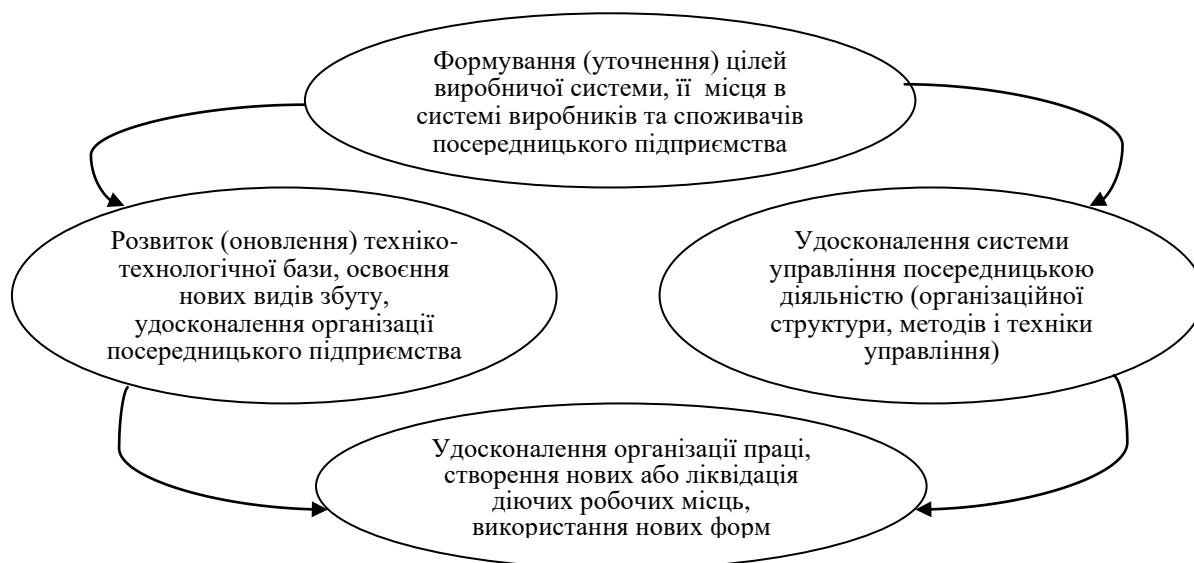 Формування (уточнення) цілей
виробничої системи, її місця в
системі виробників та споживачів
посередницького підприємства
Розвиток (оновлення) техніко-
технологічної бази, освоєння
нових видів збуту,
удосконалення організації
посередницького підприємства
Удосконалення системи
управління посередницькою
діяльністю (організаційної
структури, методів і техніки
управління)
Удосконалення організації праці,
створення нових або ліквідація
діючих робочих місць,
використання нових форм